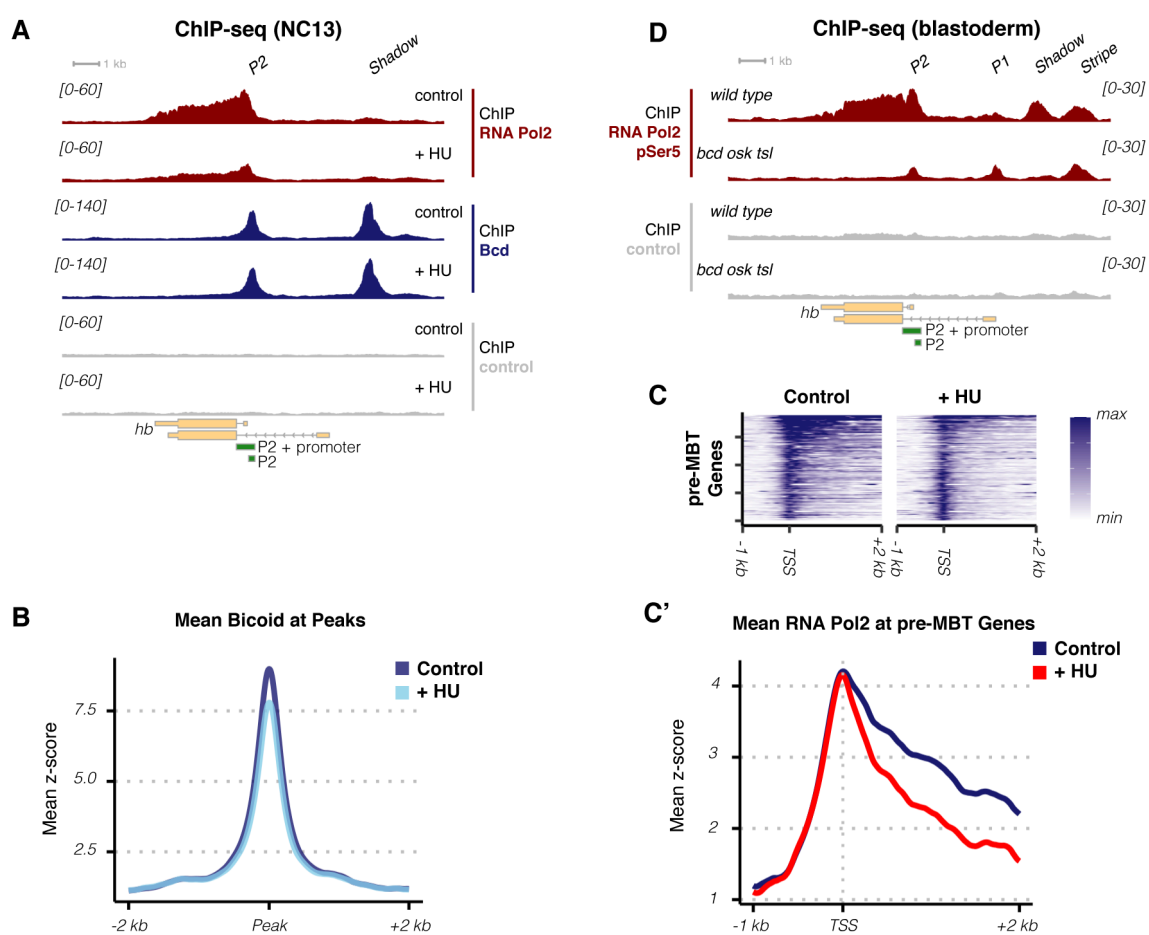 A
ChIP-seq (NC13)
1 kb
P2
Shadow
[0-60]
control
ChIP
RNA Pol2
[0-60]
+ HU
[0-140]
control
ChIP
Bcd
[0-140]
+ HU
[0-60]
control
ChIP
control
[0-60]
+ HU
hb
P2 + promoter
P2
D
ChIP-seq (blastoderm)
1 kb
P2
P1
Shadow
Stripe
wild type
[0-30]
ChIP
RNA Pol2
pSer5
bcd osk tsl
[0-30]
wild type
[0-30]
ChIP
control
bcd osk tsl
[0-30]
hb
P2 + promoter
P2
C
Control
+ HU
pre-MBT
Genes
max
min
-1 kb
TSS
+2 kb
-1 kb
TSS
+2 kb
B
Mean Bicoid at Peaks
Control
+ HU
Mean z-score
7.5
5.0
2.5
-2 kb
Peak
+2 kb
C'
Mean RNA Pol2 at pre-MBT Genes
Control
+ HU
Mean z-score
4
3
2
1
-1 kb
TSS
+2 kb